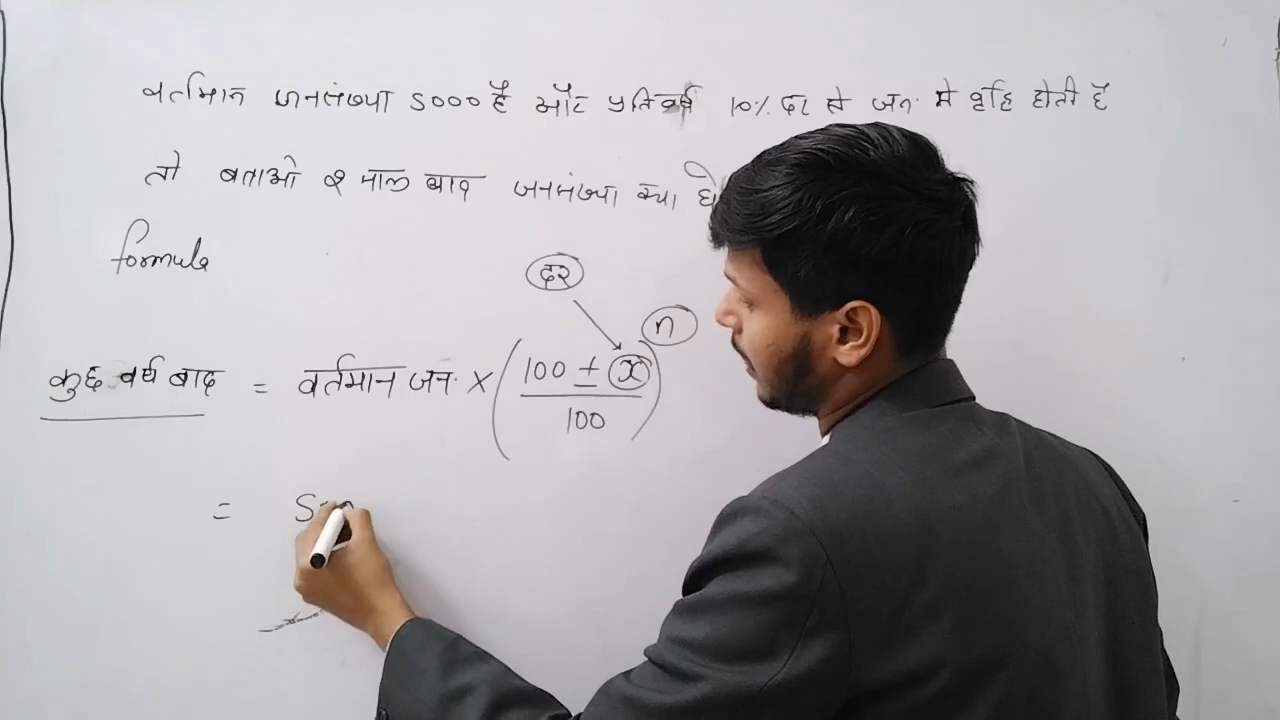 वर्तमान जनसंख्या 5000 है और प्रतिवर्ष 10% दर से जन. मे वृद्धि होती है
तो बताओ २ साल बाद जनसंख्या क्या
formula
दर
n
कुछ वर्ष बाद = वर्तमान जन. × (100 ± x
100
)
= 5